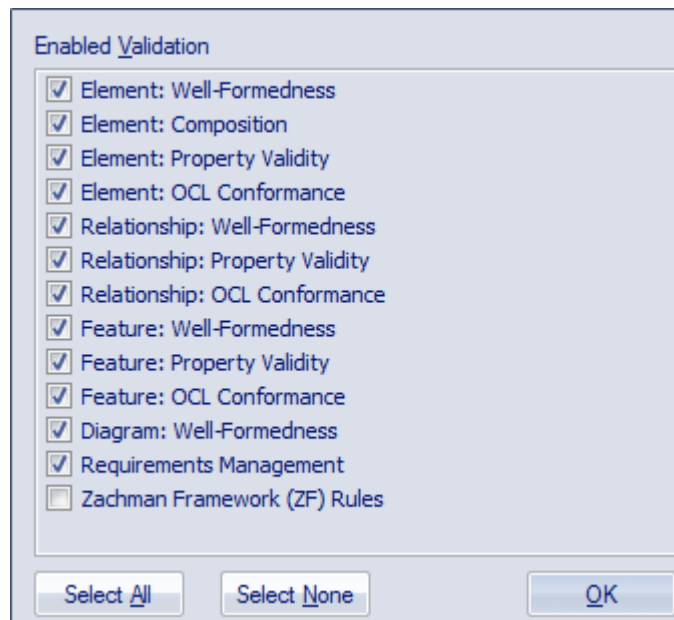 Enabled Validation
Element: Well-Formedness
Element: Composition
Element: Property Validity
Element: OCL Conformance
Relationship: Well-Formedness
Relationship: Property Validity
Relationship: OCL Conformance
Feature: Well-Formedness
Feature: Property Validity
Feature: OCL Conformance
Diagram: Well-Formedness
Requirements Management
Zachman Framework (ZF) Rules
Select All Select None OK